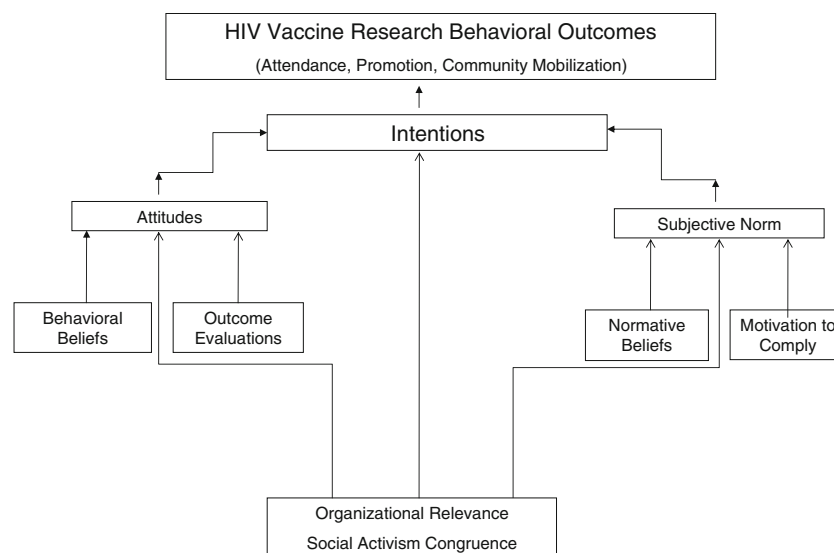 HIV Vaccine Research Behavioral Outcomes
(Attendance, Promotion, Community Mobilization)
Intentions
Attitudes
Subjective Norm
Behavioral
Beliefs
Outcome
Evaluations
Normative
Beliefs
Motivation to
Comply
Organizational Relevance
Social Activism Congruence